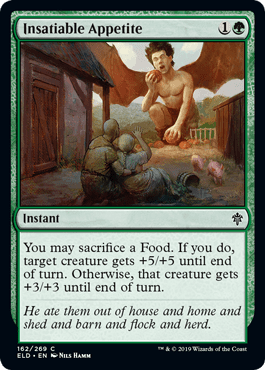 Insatiable Appetite 1
Instant
You may sacrifice a Food. If you do,
target creature gets +5/+5 until end
of turn. Otherwise, that creature gets
+3/+3 until end of turn.
He ate them out of house and home and
shed and barn and flock and herd.
162/269 C
ELD • EN Nils Hamm
™ & © 2019 Wizards of the Coast